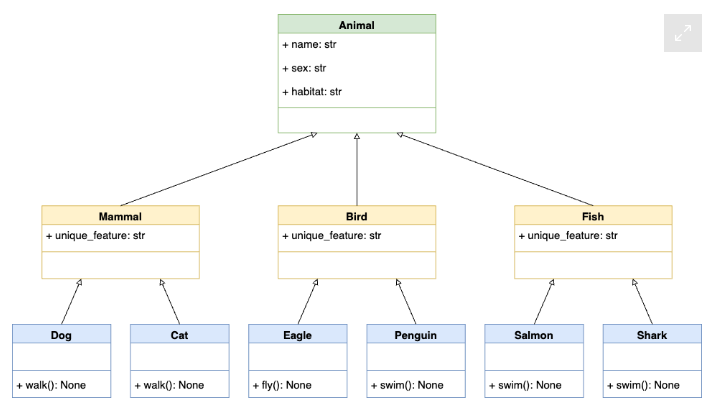 Animal
+ name: str
+ sex: str
+ habitat: str
Mammal
+ unique_feature: str
Bird
+ unique_feature: str
Fish
+ unique_feature: str
Dog
+ walk(): None
Cat
+ walk(): None
Eagle
+ fly(): None
Penguin
+ swim(): None
Salmon
+ swim(): None
Shark
+ swim(): None